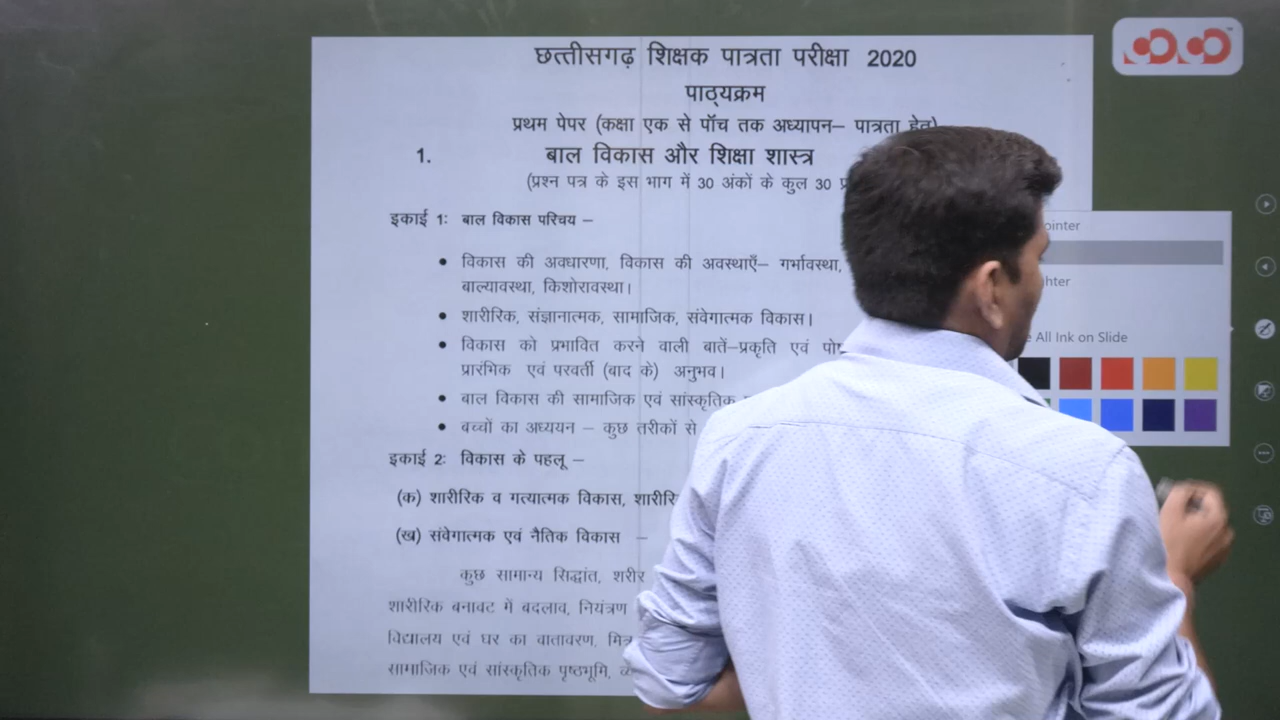 छत्तीसगढ़ शिक्षक पात्रता परीक्षा 2020
पाठ्यक्रम
प्रथम पेपर (कक्षा एक से पॉच तक अध्यापन– पात्रता हेतु)
1. बाल विकास और शिक्षा शास्त्र
(प्रश्न पत्र के इस भाग में 30 अंकों के कुल 30
इकाई 1: बाल विकास परिचय –
• विकास की अवधारणा, विकास की अवस्थाएँ– गर्भावस्था,
बाल्यावस्था, किशोरावस्था।
• शारीरिक, संज्ञानात्मक, सामाजिक, संवेगात्मक विकास।
• विकास को प्रभावित करने वाली बातें–प्रकृति एवं
प्रारंभिक एवं परवर्ती (बाद के) अनुभव।
• बाल विकास की सामाजिक एवं सांस्कृतिक
• बच्चों का अध्ययन – कुछ तरीकों से
इकाई 2: विकास के पहलू –
(क) शारीरिक व गत्यात्मक विकास,
(ख) संवेगात्मक एवं नैतिक विकास –
कुछ सामान्य सिद्धांत, शरीर
शारीरिक बनावट में बदलाव, नियंत्रण
विद्यालय एवं घर का वातावरण,
सामाजिक एवं सांस्कृतिक पृष्ठभूमि,
All Ink on Slide